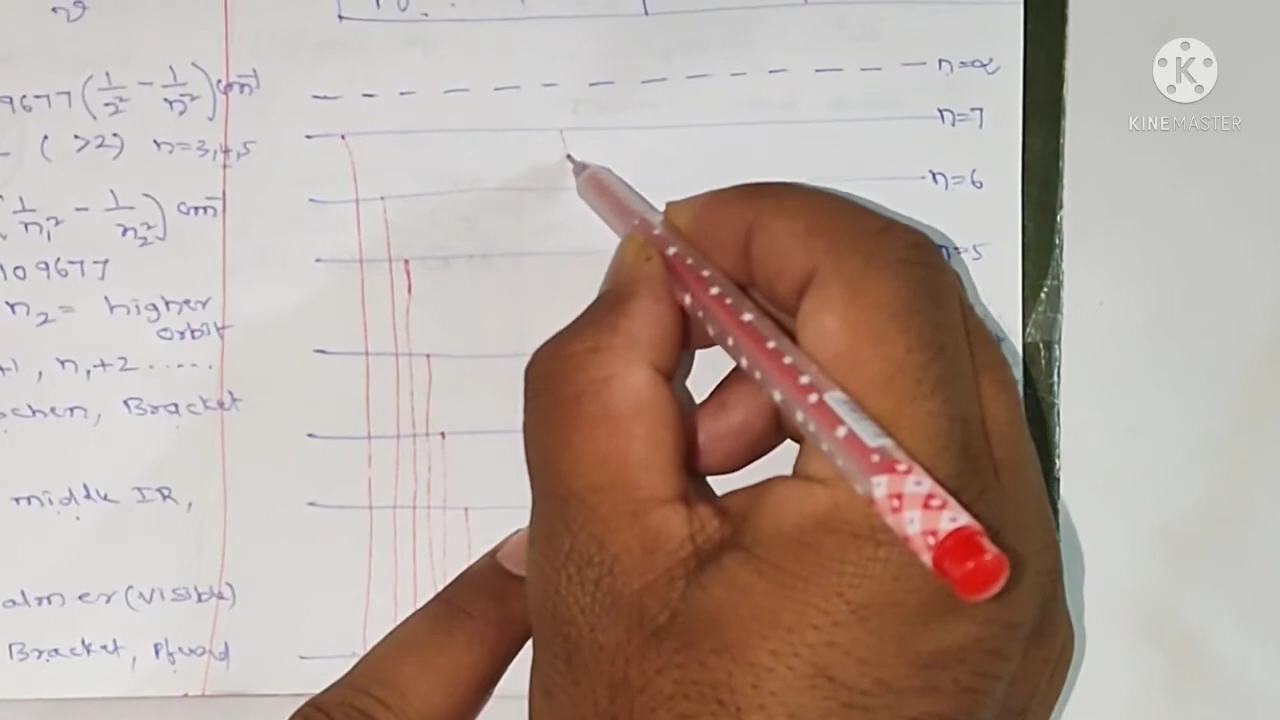 ν
9677(1/2² - 1/n²)cm⁻¹
(>2) n=3,4,5
(1/n₁² - 1/n₂²) cm⁻¹
109677
n₂= higher
orbit
+1, n₁+2.....
chen, Bracket
middle IR,
almer(visible)
Bracket, Pfund
n=α
n=7
n=6
n=5
KINEMASTER